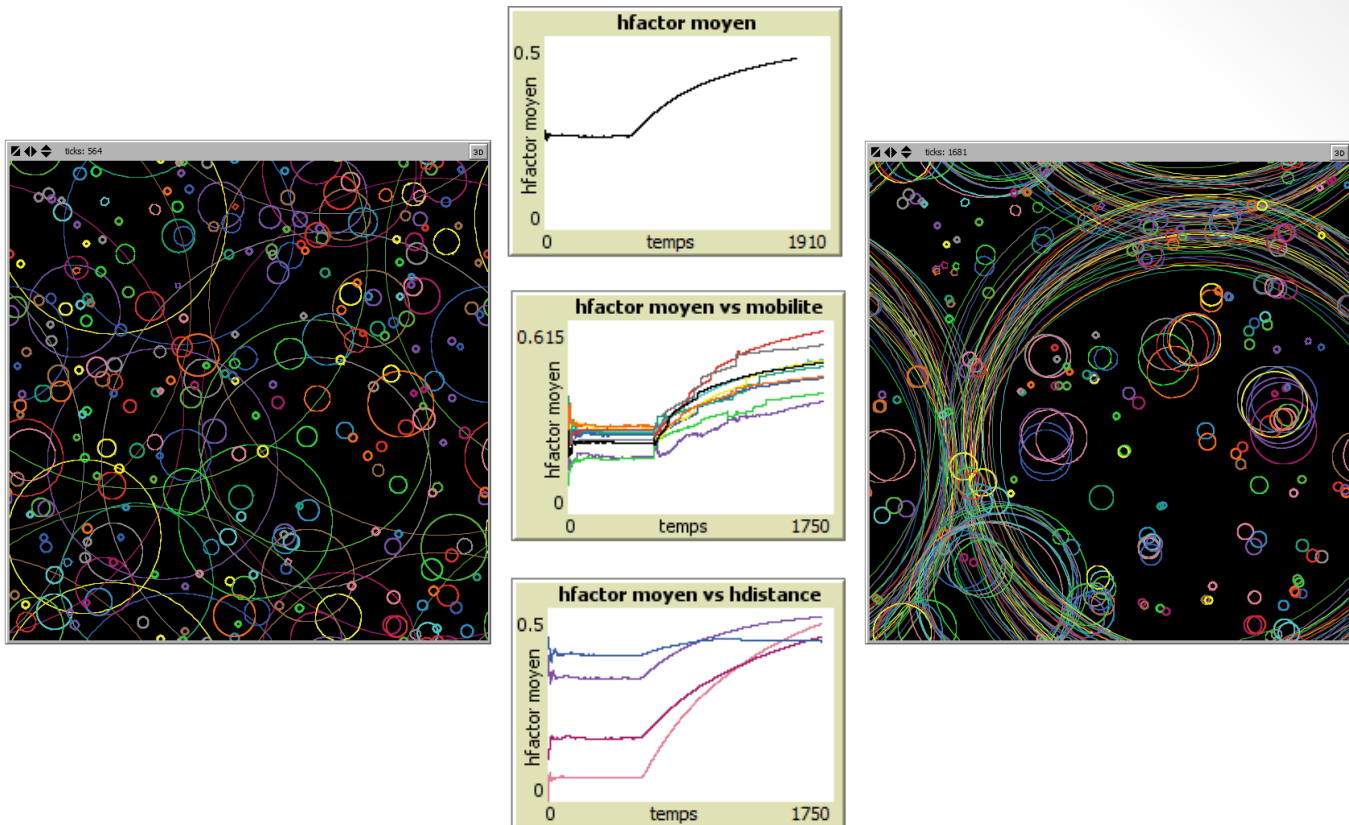 ticks: 564
3D
hfactor moyen
0.5
hfactor moyen
0
0
temps
1910
hfactor moyen vs mobilite
0.615
hfactor moyen
0
0
temps
1750
hfactor moyen vs hdistance
0.5
hfactor moyen
0
0
temps
1750
ticks: 1681
3D